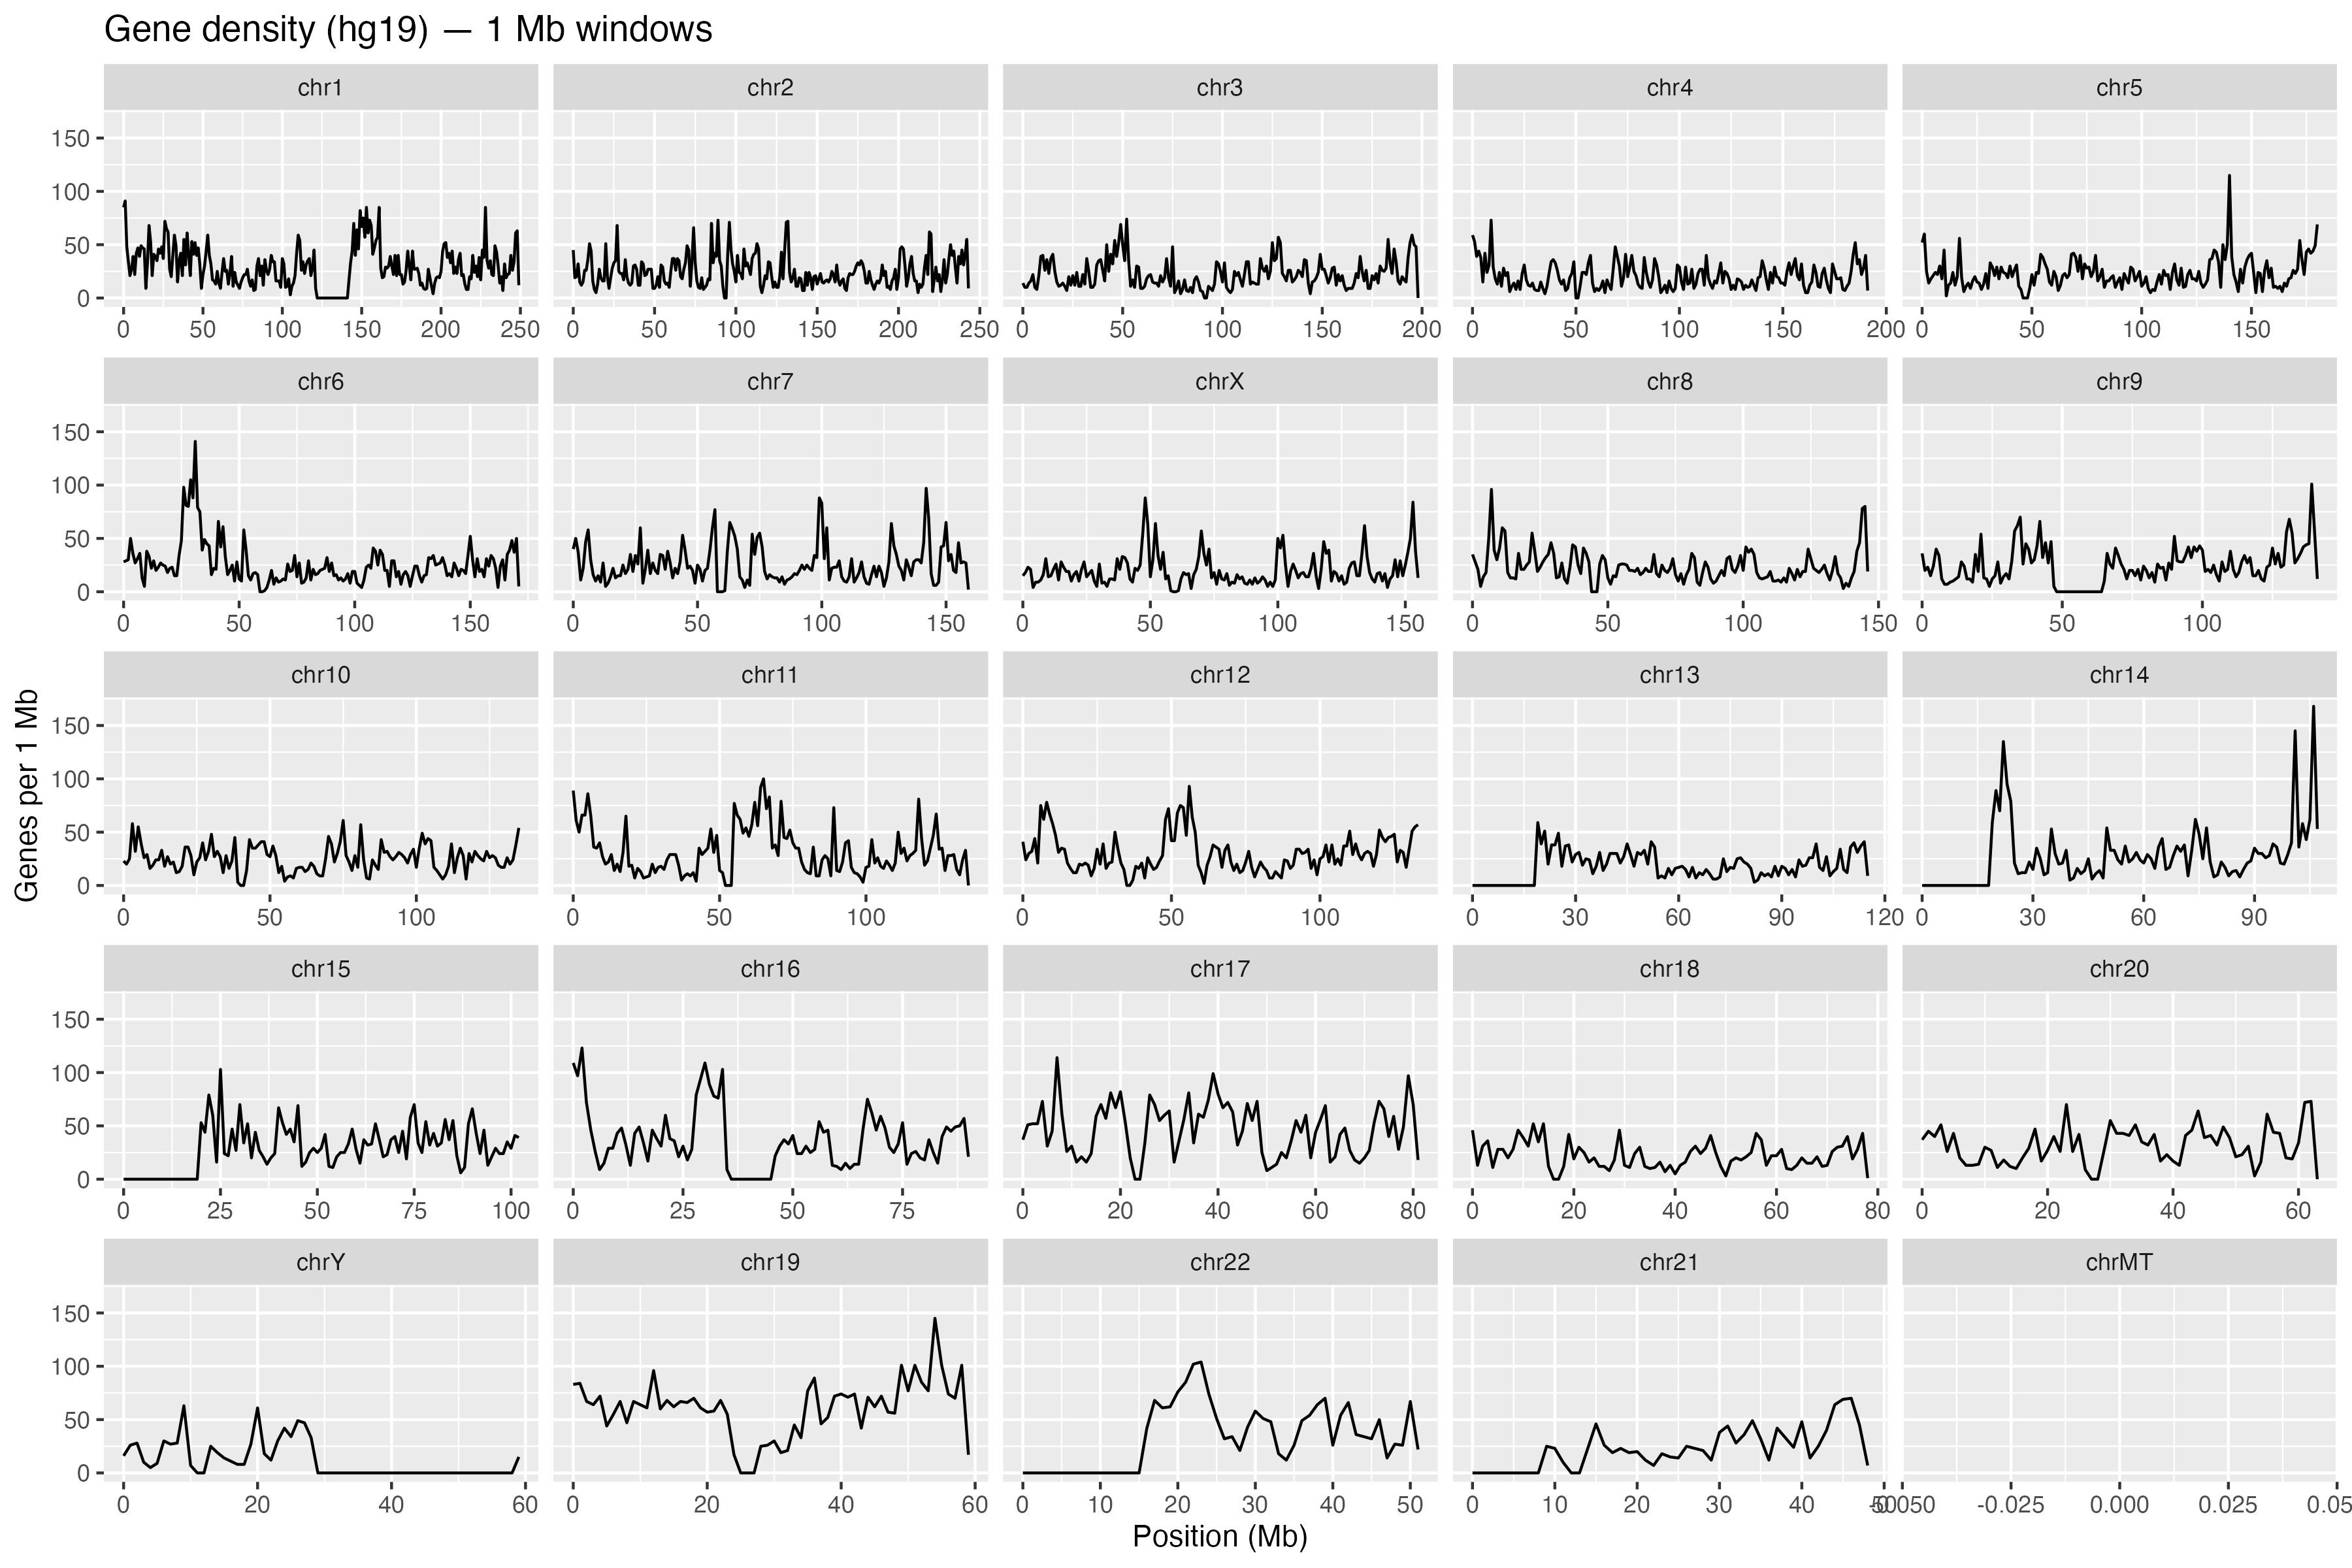 Gene density (hg19) — 1 Mb windows
chr1 chr2 chr3 chr4 chr5
150
100
50
0
0 50 100 150 200 250 0 50 100 150 200 250 0 50 100 150 200 0 50 100 150 200 0 50 100 150
chr6 chr7 chrX chr8 chr9
150
100
50
0
0 50 100 150 0 50 100 150 0 50 100 150 0 50 100 150 0 50 100
Genes per 1 Mb
chr10 chr11 chr12 chr13 chr14
150
100
50
0
0 50 100 0 50 100 0 50 100 0 30 60 90 120 0 30 60 90
chr15 chr16 chr17 chr18 chr20
150
100
50
0
0 25 50 75 100 0 25 50 75 0 20 40 60 80 0 20 40 60 80 0 20 40 60
chrY chr19 chr22 chr21 chrMT
150
100
50
0
0 20 40 60 0 20 40 60 0 10 20 30 40 50 0 10 20 30 40 50 -0.050 -0.025 0.000 0.025 0.05
Position (Mb)